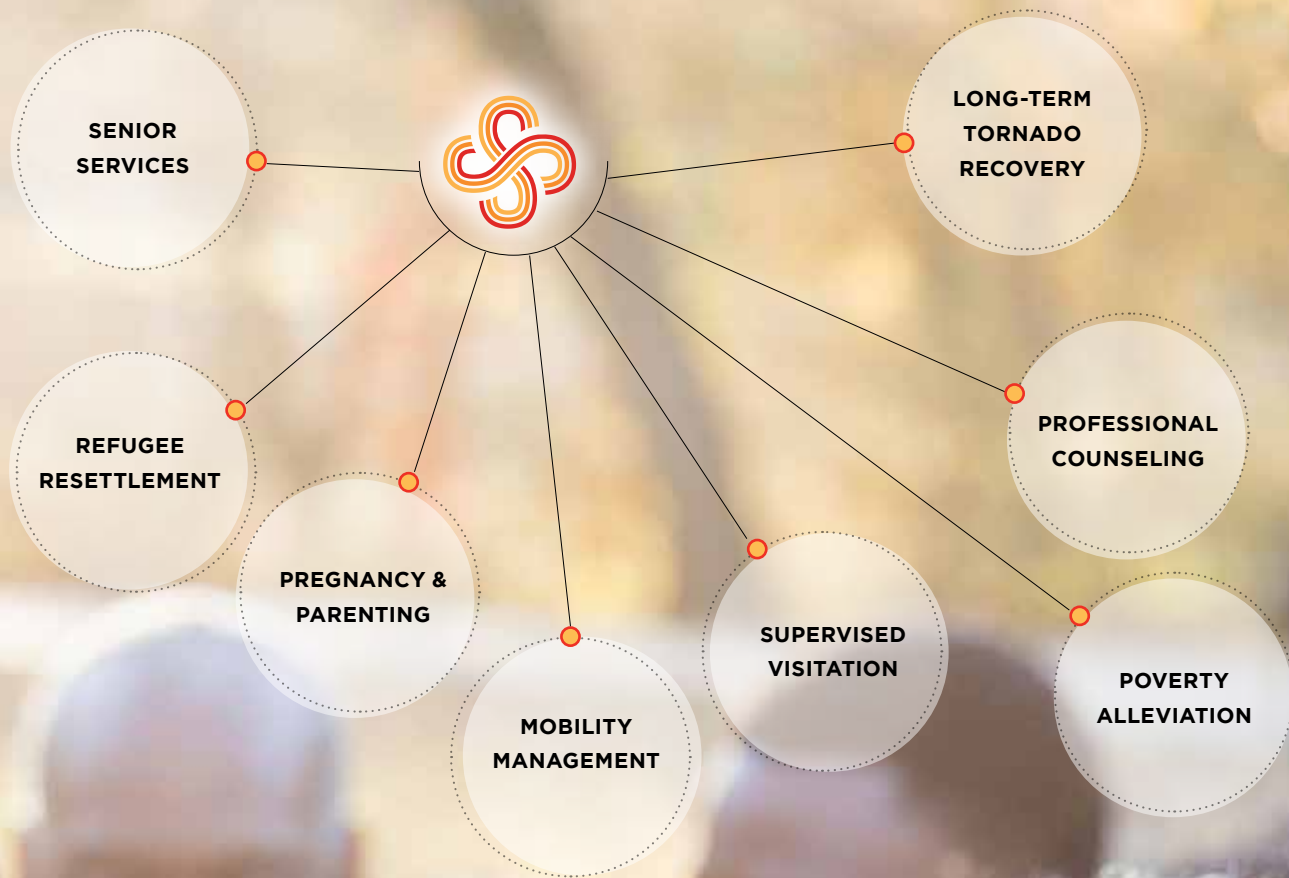 SENIOR
SERVICES
LONG-TERM
TORNADO
RECOVERY
REFUGEE
RESETTLEMENT
PROFESSIONAL
COUNSELING
PREGNANCY &
PARENTING
SUPERVISED
VISITATION
POVERTY
ALLEVIATION
MOBILITY
MANAGEMENT